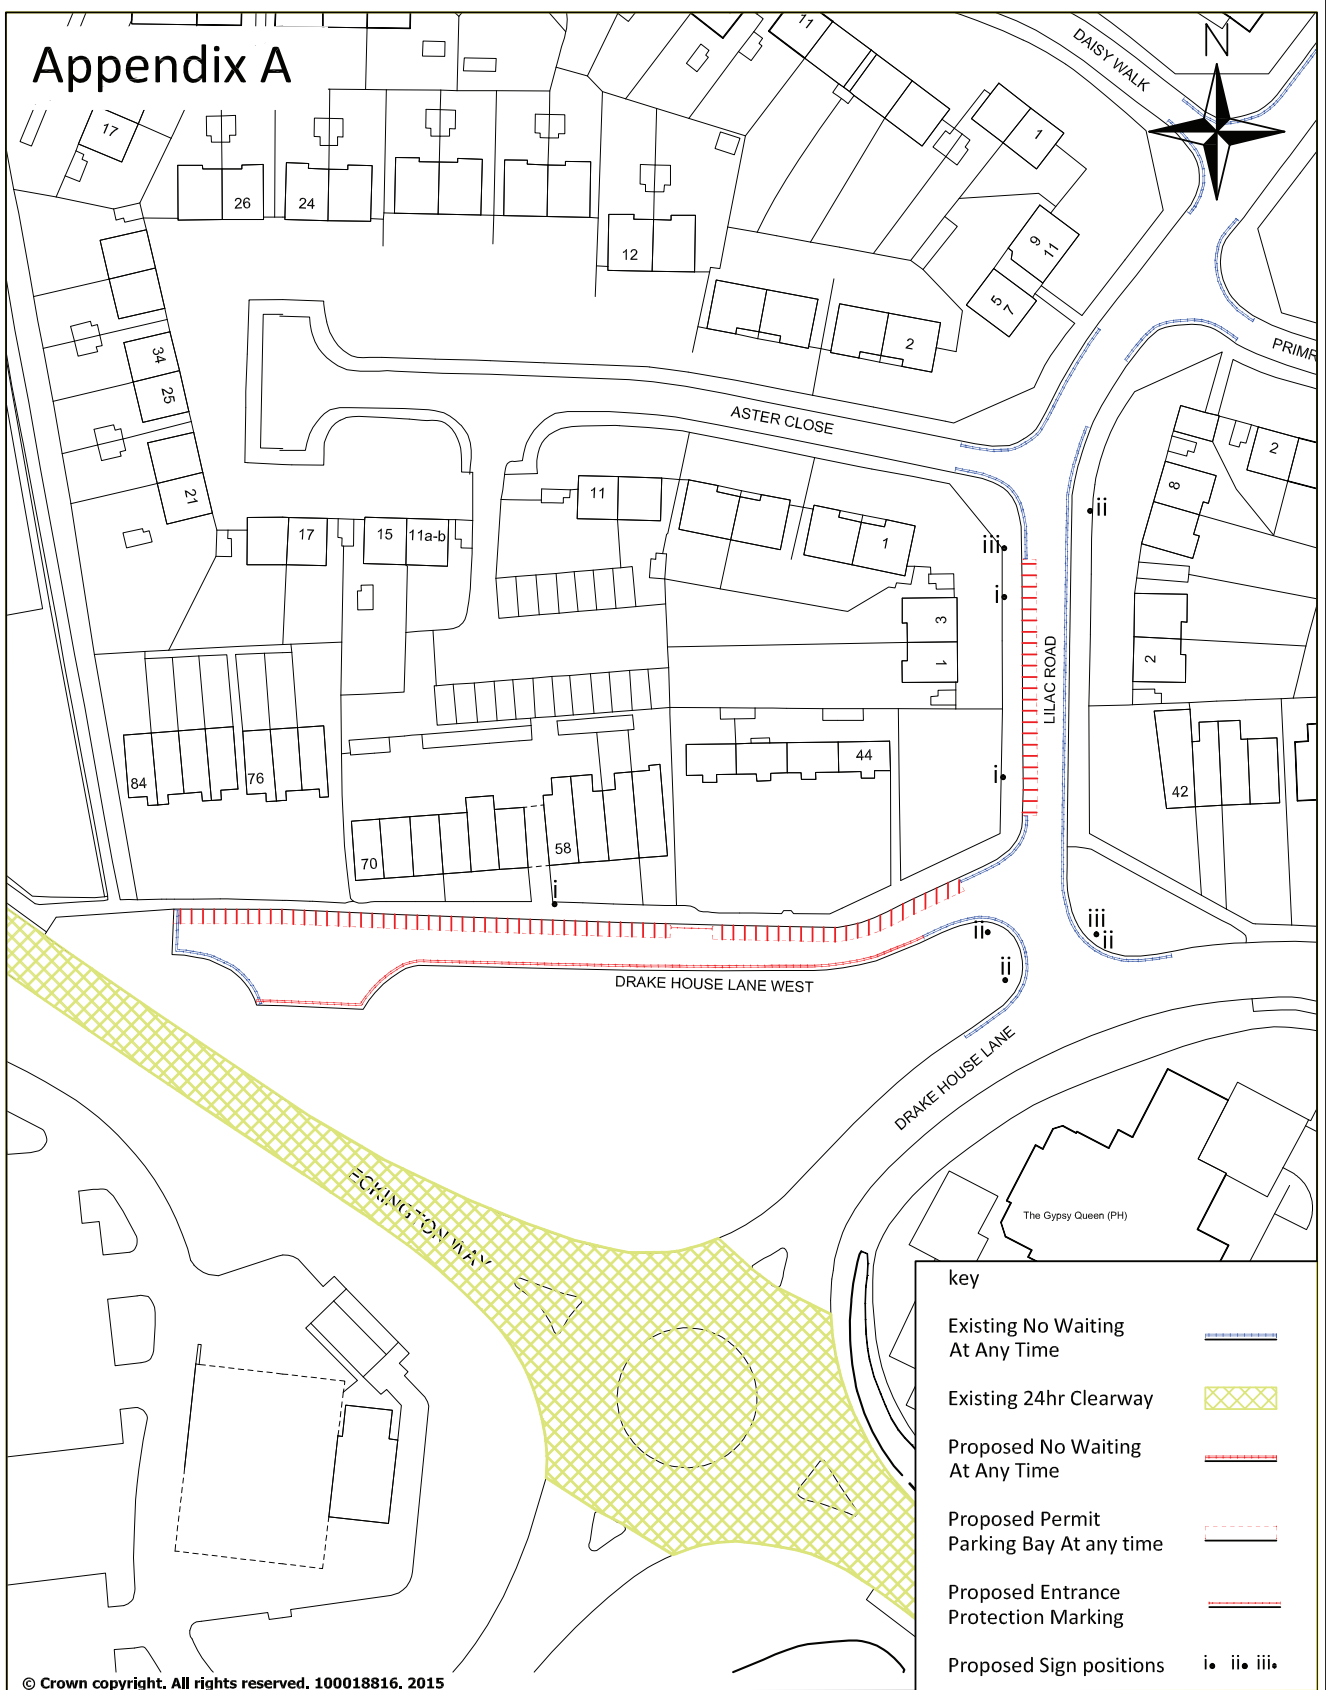 Appendix A
N
DAISY WALK
11
17
1
26
24
12
9
11
5
7
2
PRIMR
34
25
21
ASTER CLOSE
2
8
11
17
15
11a-b
1
ii
iii
i
3
1
LILAC ROAD
2
84
76
44
i
42
70
58
i
iii
ii
ii
ii
DRAKE HOUSE LANE WEST
DRAKE HOUSE LANE
ECKINGTON WAY
The Gypsy Queen (PH)
key
Existing No Waiting
At Any Time
Existing 24hr Clearway
Proposed No Waiting
At Any Time
Proposed Permit
Parking Bay At any time
Proposed Entrance
Protection Marking
Proposed Sign positions i ii iii
© Crown copyright. All rights reserved. 100018816, 2015